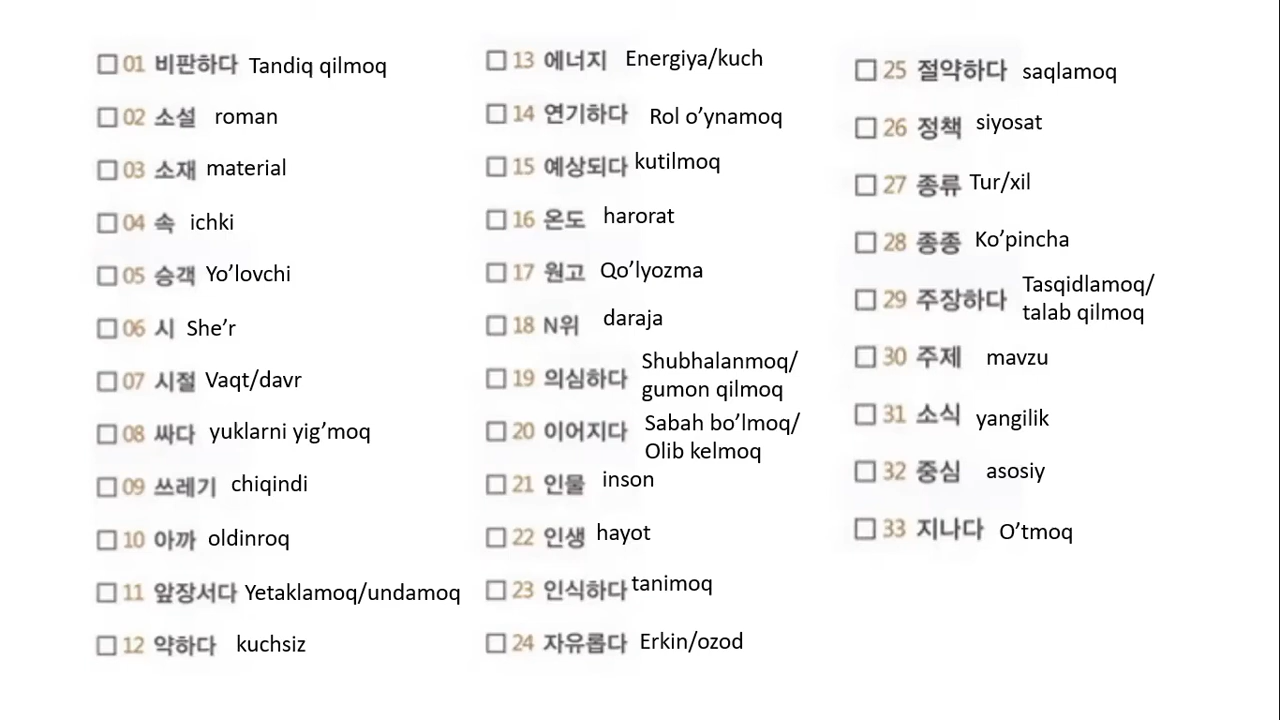 01 비판하다 Tandiq qilmoq
02 소설 roman
03 소재 material
04 속 ichki
05 승객 Yo’lovchi
06 시 She’r
07 시절 Vaqt/davr
08 싸다 yuklarni yig’moq
09 쓰레기 chiqindi
10 아까 oldinroq
11 앞장서다 Yetaklamoq/undamoq
12 약하다 kuchsiz
13 에너지 Energiya/kuch
14 연기하다 Rol o’ynamoq
15 예상되다 kutilmoq
16 온도 harorat
17 원고 Qo’lyozma
18 N위 daraja
19 의심하다 Shubhalanmoq/
gumon qilmoq
20 이어지다 Sabah bo’lmoq/
Olib kelmoq
21 인물 inson
22 인생 hayot
23 인식하다 tanimoq
24 자유롭다 Erkin/ozod
25 절약하다 saqlamoq
26 정책 siyosat
27 종류 Tur/xil
28 종종 Ko’pincha
29 주장하다 Tasqidlamoq/
talab qilmoq
30 주제 mavzu
31 소식 yangilik
32 중심 asosiy
33 지나다 O’tmoq